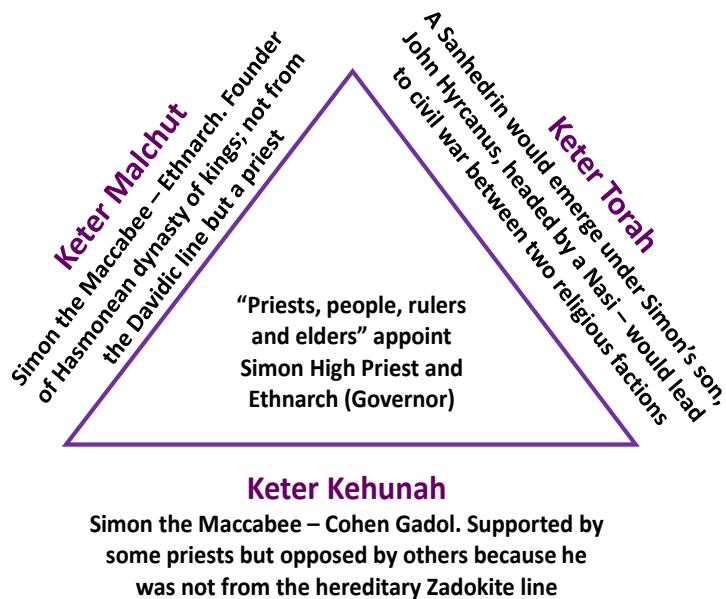 Keter Malchut
Simon the Maccabee – Ethnarch. Founder
of Hasmonean dynasty of kings; not from
the Davidic line but a priest
Keter Torah
A Sanhedrin would emerge under Simon's son,
John Hyrcanus, headed by a Nasi – would lead
to civil war between two religious factions
“Priests, people, rulers
and elders” appoint
Simon High Priest and
Ethnarch (Governor)
Keter Kehunah
Simon the Maccabee – Cohen Gadol. Supported by
some priests but opposed by others because he
was not from the hereditary Zadokite line